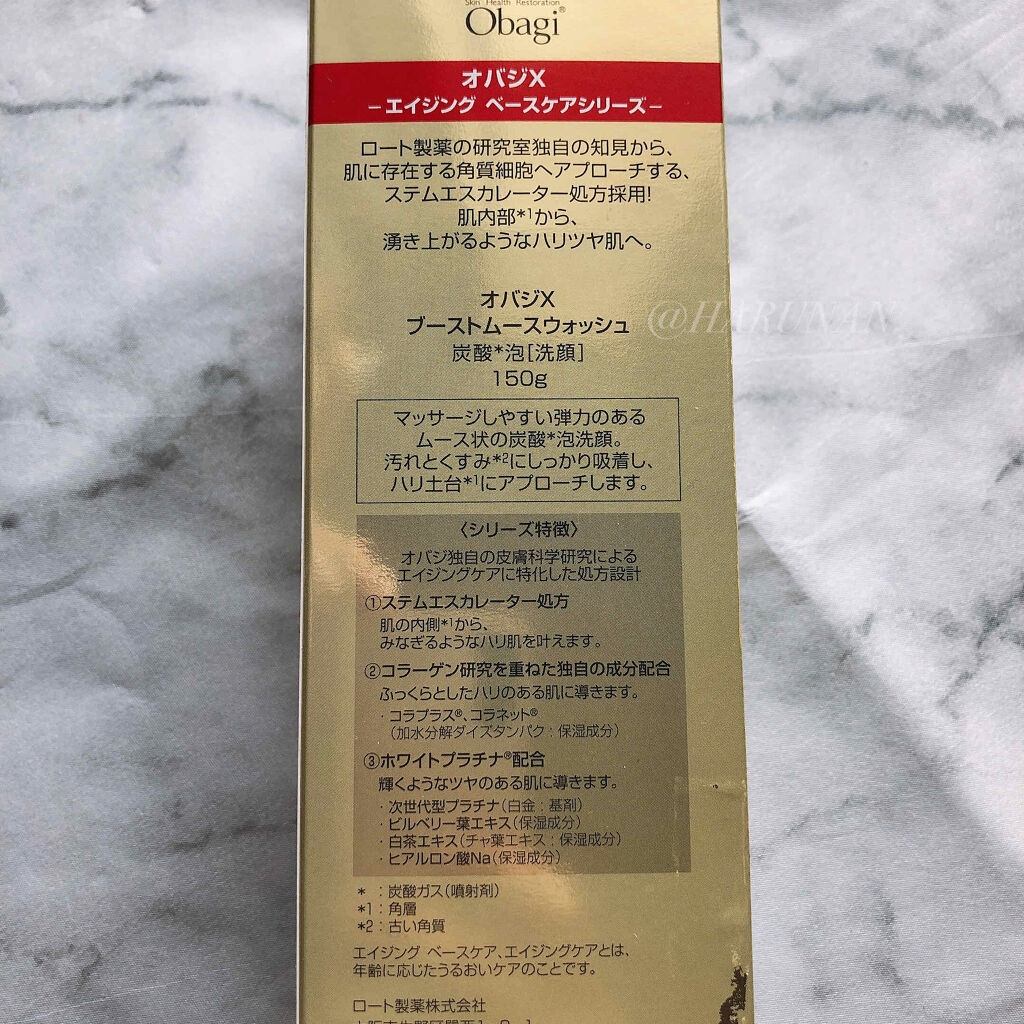 Skin Health Restoration
Obagi®
オバジX
－エイジング ベースケアシリーズ－
ロート製薬の研究室独自の知見から、
肌に存在する角質細胞へアプローチする、
ステムエスカレーター処方採用!
肌内部*1から、
湧き上がるようなハリツヤ肌へ。
オバジX
ブーストムースウォッシュ
炭酸*泡[洗顔]
150g
@HARUNAN
マッサージしやすい弾力のある
ムース状の炭酸*泡洗顔。
汚れとくすみ*2にしっかり吸着し、
ハリ土台*1にアプローチします。
〈シリーズ特徴〉
オバジ独自の皮膚科学研究による
エイジングケアに特化した処方設計
①ステムエスカレーター処方
肌の内側*1から、
みなぎるようなハリ肌を叶えます。
②コラーゲン研究を重ねた独自の成分配合
ふっくらとしたハリのある肌に導きます。
・コラプラス®、コラネット®
（加水分解ダイズタンパク：保湿成分）
③ホワイトプラチナ®配合
輝くようなツヤのある肌に導きます。
・次世代型プラチナ（白金：基剤）
・ビルベリー葉エキス（保湿成分）
・白茶エキス（チャ葉エキス：保湿成分）
・ヒアルロン酸Na（保湿成分）
*　：炭酸ガス（噴射剤）
*1：角層
*2：古い角質
エイジング ベースケア、エイジングケアとは、
年齢に応じたうるおいケアのことです。
ロート製薬株式会社